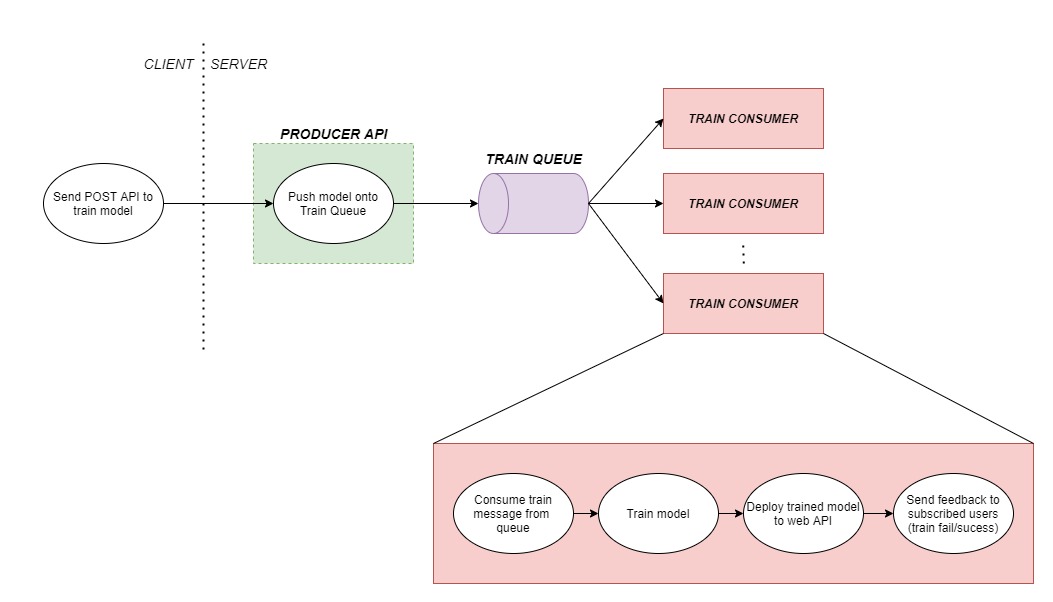 CLIENT
SERVER
PRODUCER API
TRAIN QUEUE
TRAIN CONSUMER
Send POST API to
train model
Push model onto
Train Queue
TRAIN CONSUMER
TRAIN CONSUMER
Consume train
message from
queue
Train model
Deploy trained model
to web API
Send feedback to
subscribed users
(train fail/sucess)